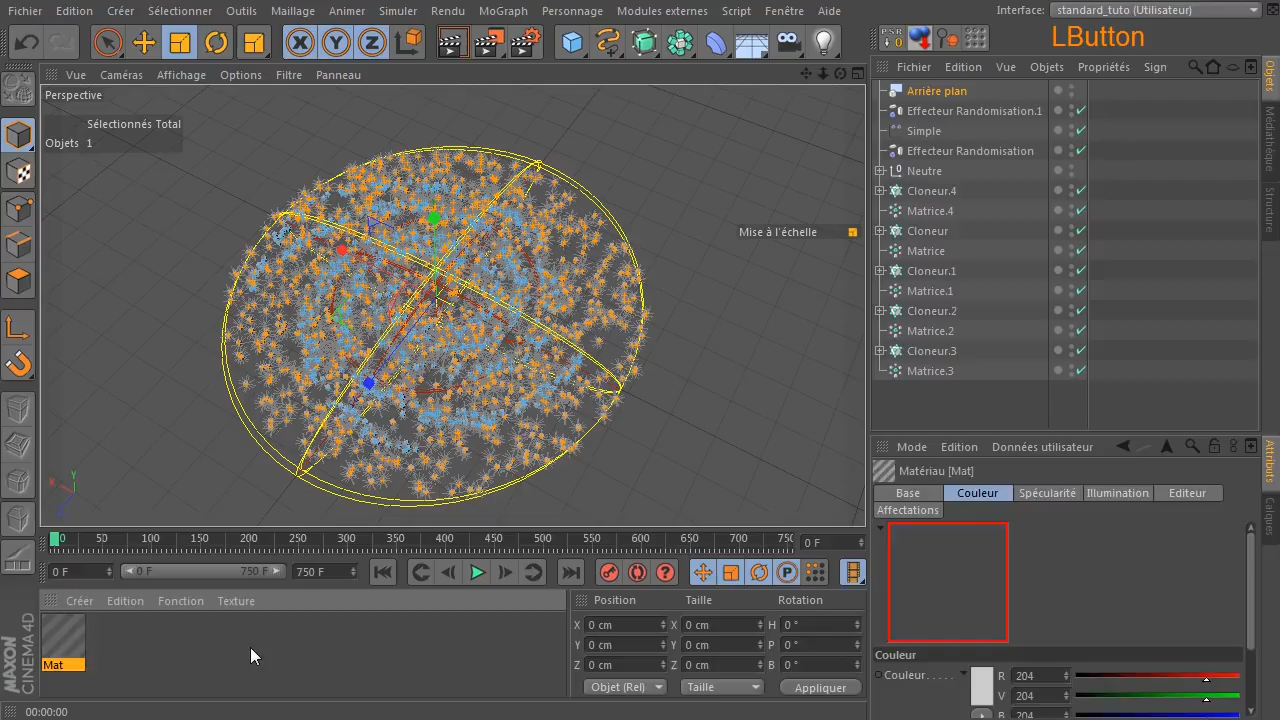 Fichier Edition Créer Sélectionner Outils Maillage Animer Simuler Rendu MoGraph Personnage Modules externes Script Fenêtre Aide Interface: standard_tuto (Utilisateur)
LButton
X Y Z PSR 0
Vue Caméras Affichage Options Filtre Panneau
Fichier Edition Vue Objets Propriétés Sign
Perspective
Sélectionnés Total
Objets 1
Mise à l'échelle
Arrière plan
Effecteur Randomisation.1
Simple
Effecteur Randomisation
Neutre
Cloneur.4
Matrice.4
Cloneur
Matrice
Cloneur.1
Matrice.1
Cloneur.2
Matrice.2
Cloneur.3
Matrice.3
Objets
Médiathèque
Structure
Mode Edition Données utilisateur
Matériau [Mat]
Base Couleur Spécularité Illumination Editeur
Affectations
Attributs
Calques
Couleur
Couleur . . . . . R 204
V 204
B 204
X Y Z
0 50 100 150 200 250 300 350 400 450 500 550 600 650 700 750 0 F
0 F 0 F 750 F 750 F P
Créer Edition Fonction Texture
Mat
Position Taille Rotation
X 0 cm X 0 cm H 0 °
Y 0 cm Y 0 cm P 0 °
Z 0 cm Z 0 cm B 0 °
Objet (Rel) Taille Appliquer
MAXON
CINEMA 4D
00:00:00